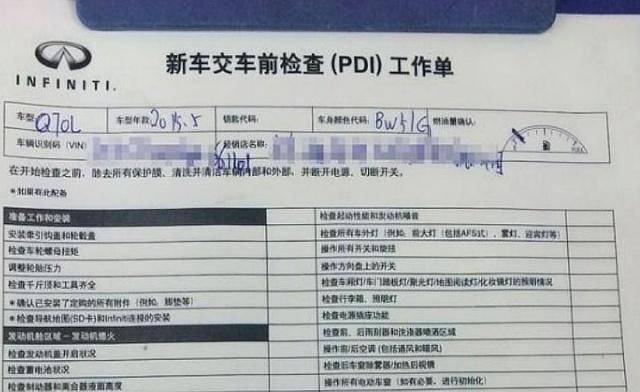 INFINITI.
新车交车前检查(PDI)工作单
车型: Q70L 车型年款: 2015.5 钥匙代码: 车身颜色代码: BW51G 燃油量确认:
车辆识别码(VIN) 经销店名称:
在开始检查之前,除去所有保护膜、清洗并清洁车辆内部和外部,并断开电源、切断开关。
*如果有此配备
准备工作和安装
安装牵引钩盖和轮毂盖
检查车轮螺母扭矩
调整轮胎压力
检查千斤顶和工具齐全
*确认已安装了定购的所有附件(例如,脚垫等)
*检查导航地图(SD卡)和Infiniti连接的安装
发动机舱区域-发动机熄火
检查发动机盖开启状况
检查蓄电池状况
检查制动器和离合器液面高度
检查起动性能和发动机噪音
检查所有车外灯(例如,前大灯(包括AFS式)、雾灯、迎宾灯等)
操作所有开关和旋扭
操作方向盘上的开关
检查车厢灯/车门踏板灯/聚光灯/地图阅读灯/化妆镜灯的照明情况
检查行李箱、照明灯
检查电源插座功能
检查前、后雨刮器和洗涤器喷洒区域
操作前/后空调(包括通风和暖风)
检查后车窗除雾器/加热后视镜
操作所有电动车窗(如有必要,进行初始化)